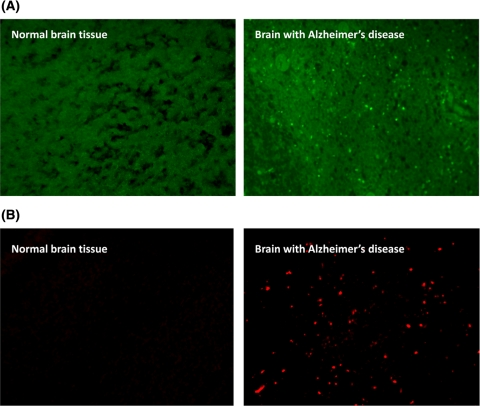 (A)
Normal brain tissue
Brain with Alzheimer's disease
(B)
Normal brain tissue
Brain with Alzheimer's disease